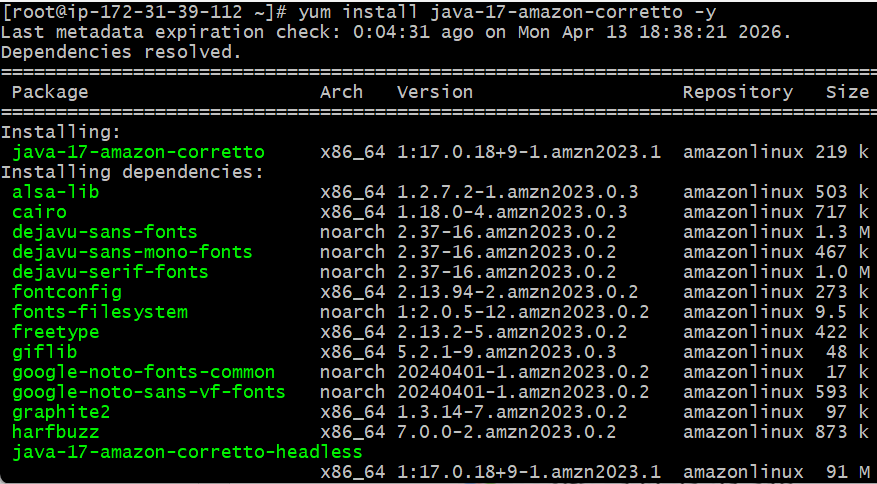 [root@ip-172-31-39-112 ~]# yum install java-17-amazon-corretto -y
Last metadata expiration check: 0:04:31 ago on Mon Apr 13 18:38:21 2026.
Dependencies resolved.
================================================================================
Package Arch Version Repository Size
================================================================================
Installing:
java-17-amazon-corretto x86_64 1:17.0.18+9-1.amzn2023.1 amazonlinux 219 k
Installing dependencies:
alsa-lib x86_64 1.2.7.2-1.amzn2023.0.3 amazonlinux 503 k
cairo x86_64 1.18.0-4.amzn2023.0.3 amazonlinux 717 k
dejavu-sans-fonts noarch 2.37-16.amzn2023.0.2 amazonlinux 1.3 M
dejavu-sans-mono-fonts noarch 2.37-16.amzn2023.0.2 amazonlinux 467 k
dejavu-serif-fonts noarch 2.37-16.amzn2023.0.2 amazonlinux 1.0 M
fontconfig x86_64 2.13.94-2.amzn2023.0.2 amazonlinux 273 k
fonts-filesystem noarch 1:2.0.5-12.amzn2023.0.2 amazonlinux 9.5 k
freetype x86_64 2.13.2-5.amzn2023.0.2 amazonlinux 422 k
giflib x86_64 5.2.1-9.amzn2023.0.3 amazonlinux 48 k
google-noto-fonts-common noarch 20240401-1.amzn2023.0.2 amazonlinux 17 k
google-noto-sans-vf-fonts noarch 20240401-1.amzn2023.0.2 amazonlinux 593 k
graphite2 x86_64 1.3.14-7.amzn2023.0.2 amazonlinux 97 k
harfbuzz x86_64 7.0.0-2.amzn2023.0.2 amazonlinux 873 k
java-17-amazon-corretto-headless
x86_64 1:17.0.18+9-1.amzn2023.1 amazonlinux 91 M